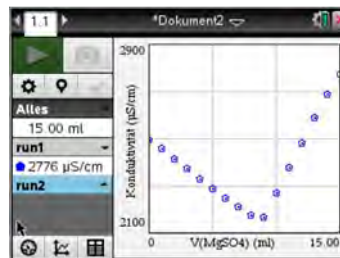 1.1
*Dokument2
Alles
15 00 ml
run1
2776 µS/cm
run2
2900
Konduktivität (µS/cm)
2100
0
V(MgSO4) (ml)
15.00